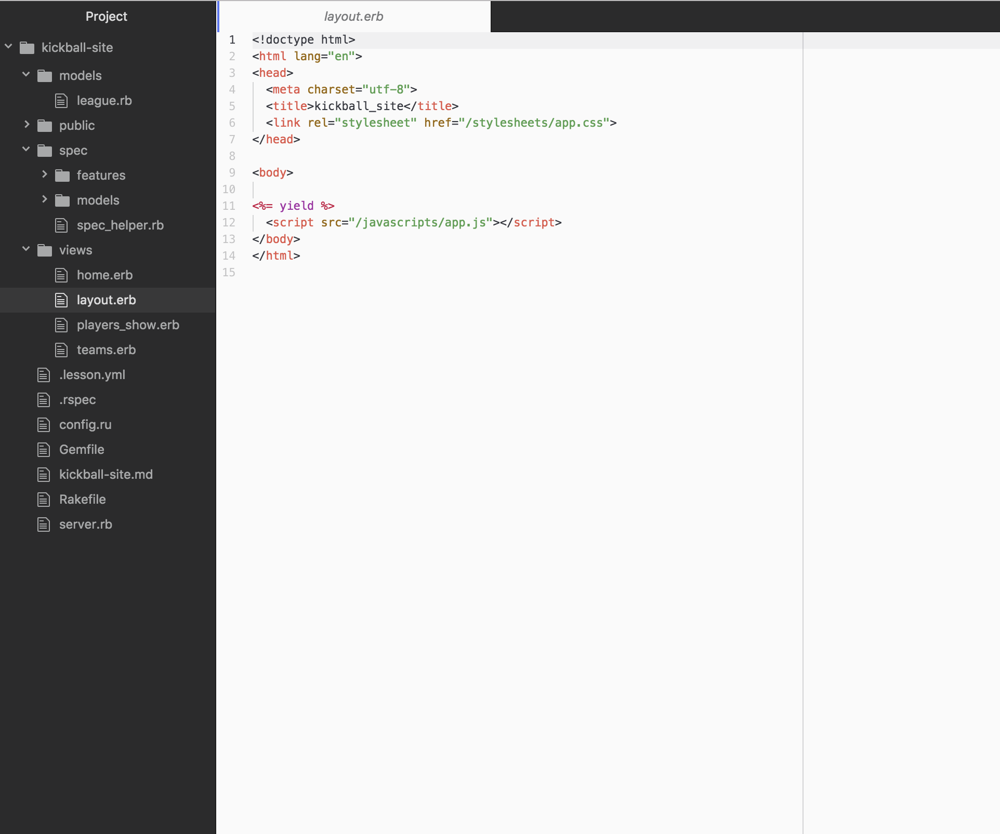 Project
kickball-site
models
league.rb
public
spec
features
models
spec_helper.rb
views
home.erb
layout.erb
players_show.erb
teams.erb
.lesson.yml
.rspec
config.ru
Gemfile
kickball-site.md
Rakefile
server.rb
layout.erb
1 <!doctype html>
2 <html lang="en">
3 <head>
4   <meta charset="utf-8">
5   <title>kickball_site</title>
6   <link rel="stylesheet" href="/stylesheets/app.css">
7 </head>
8
9 <body>
10
11 <%= yield %>
12   <script src="/javascripts/app.js"></script>
13 </body>
14 </html>
15